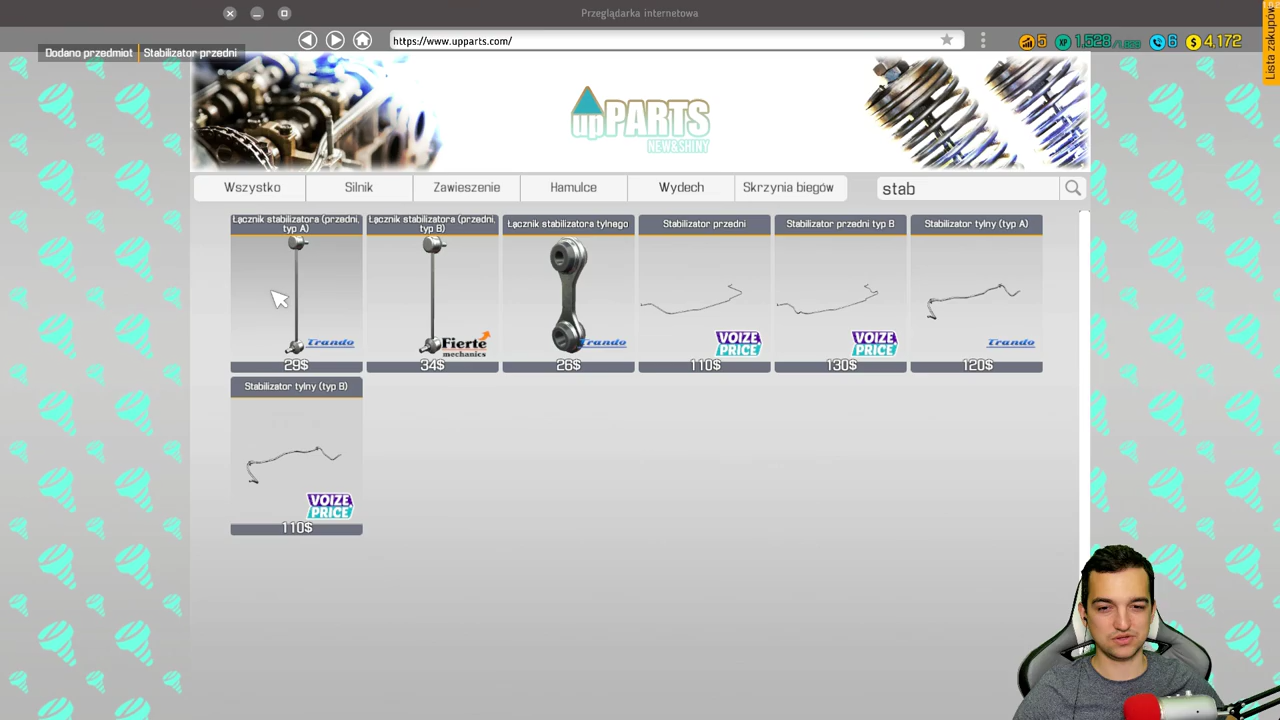 Przeglądarka internetowa
https://www.upparts.com/
5
XP 1,528
6
$ 4,172
Lista zakupów
Dodano przedmiot Stabilizator przedni
upPARTS
NEW&SHINY
Wszystko Silnik Zawieszenie Hamulce Wydech Skrzynia biegów stab
Łącznik stabilizatora (przedni, typ A)
Trando
29$
Łącznik stabilizatora (przedni, typ B)
Fierté mechanics
34$
Łącznik stabilizatora tylnego
Trando
26$
Stabilizator przedni
VOIZE PRICE
110$
Stabilizator przedni typ B
VOIZE PRICE
130$
Stabilizator tylny (typ A)
Trando
120$
Stabilizator tylny (typ B)
VOIZE PRICE
110$